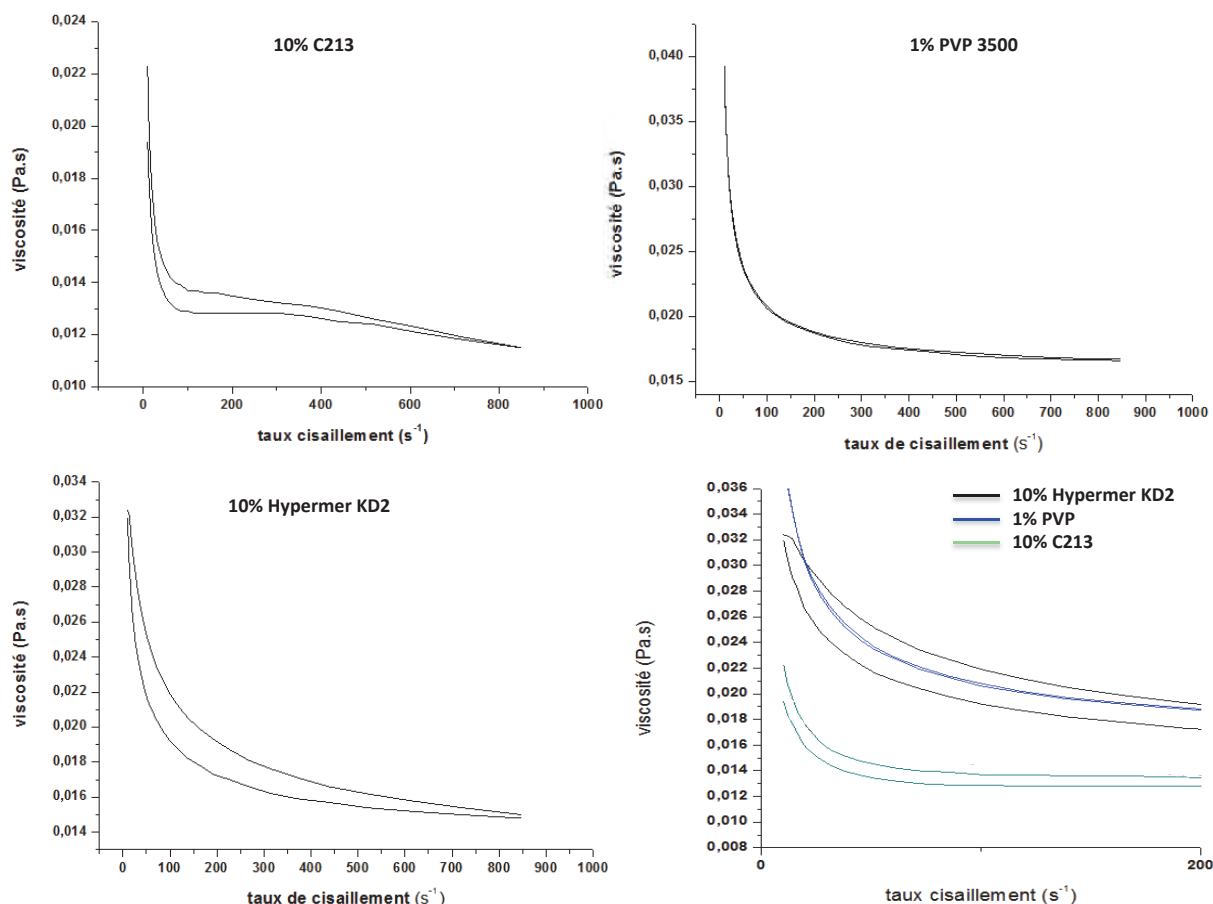 10% C213
0,024
0,022
0,020
0,018
0,016
0,014
0,012
0,010
viscosité (Pa.s)
0 200 400 600 800 1000
taux cisaillement (s⁻¹)
1% PVP 3500
0,040
0,035
0,030
0,025
0,020
0,015
viscosité (Pa.s)
0 100 200 300 400 500 600 700 800 900 1000
taux de cisaillement (s⁻¹)
10% Hypermer KD2
0,034
0,032
0,030
0,028
0,026
0,024
0,022
0,020
0,018
0,016
0,014
viscosité (Pa.s)
0 100 200 300 400 500 600 700 800 900 1000
taux de cisaillement (s⁻¹)
10% Hypermer KD2
1% PVP
10% C213
0,036
0,034
0,032
0,030
0,028
0,026
0,024
0,022
0,020
0,018
0,016
0,014
0,012
0,010
0,008
viscosité (Pa.s)
0 200
taux cisaillement (s⁻¹)